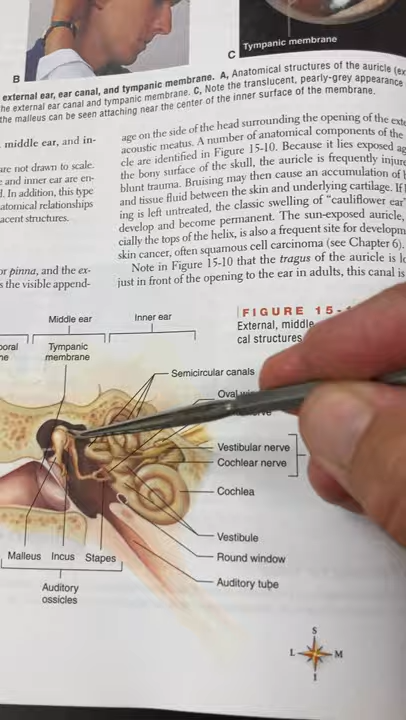 B
C
Tympanic membrane
external ear, ear canal, and tympanic membrane. A, Anatomical structures of the auricle (ex
the external ear canal and tympanic membrane. C, Note the translucent, pearly-grey appearance
the malleus can be seen attaching near the center of the inner surface of the membrane.
middle ear, and in-
are not drawn to scale.
and inner ear are en-
d. In addition, this type
atomical relationships
acent structures.
or pinna, and the ex-
s the visible append-
age on the side of the head surrounding the opening of the exte
acoustic meatus. A number of anatomical components of the
cle are identified in Figure 15-10. Because it lies exposed ag
the bony surface of the skull, the auricle is frequently injure
blunt trauma. Bruising may then cause an accumulation of
and tissue fluid between the skin and underlying cartilage. If
ing is left untreated, the classic swelling of "cauliflower ear"
develop and become permanent. The sun-exposed auricle,
cially the tops of the helix, is also a frequent site for developm
skin cancer, often squamous cell carcinoma (see Chapter 6).
Note in Figure 15-10 that the tragus of the auricle is lo
just in front of the opening to the ear in adults, this canal is
FIGURE 15-
External, middle
cal structures
Middle ear
Inner ear
poral
ne
Tympanic
membrane
Semicircular canals
Oval wi
Vestibular nerve
Cochlear nerve
Cochlea
Vestibule
Round window
Auditory tube
Malleus Incus Stapes
Auditory
ossicles
S
L M
I